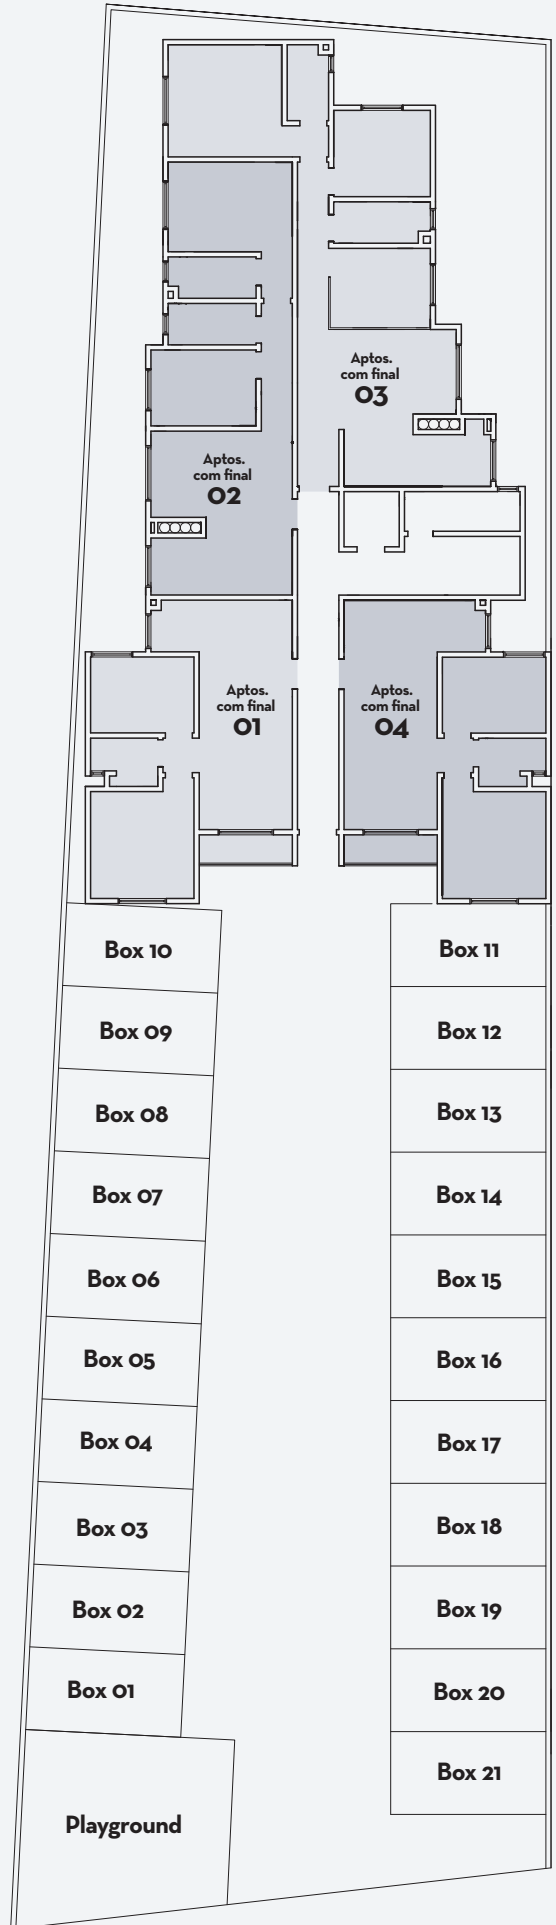 Aptos.
com final
03
Aptos.
com final
02
Aptos.
com final
01
Aptos.
com final
04
Box 10
Box 11
Box 09
Box 12
Box 08
Box 13
Box 07
Box 14
Box 06
Box 15
Box 05
Box 16
Box 04
Box 17
Box 03
Box 18
Box 02
Box 19
Box 01
Box 20
Box 21
Playground